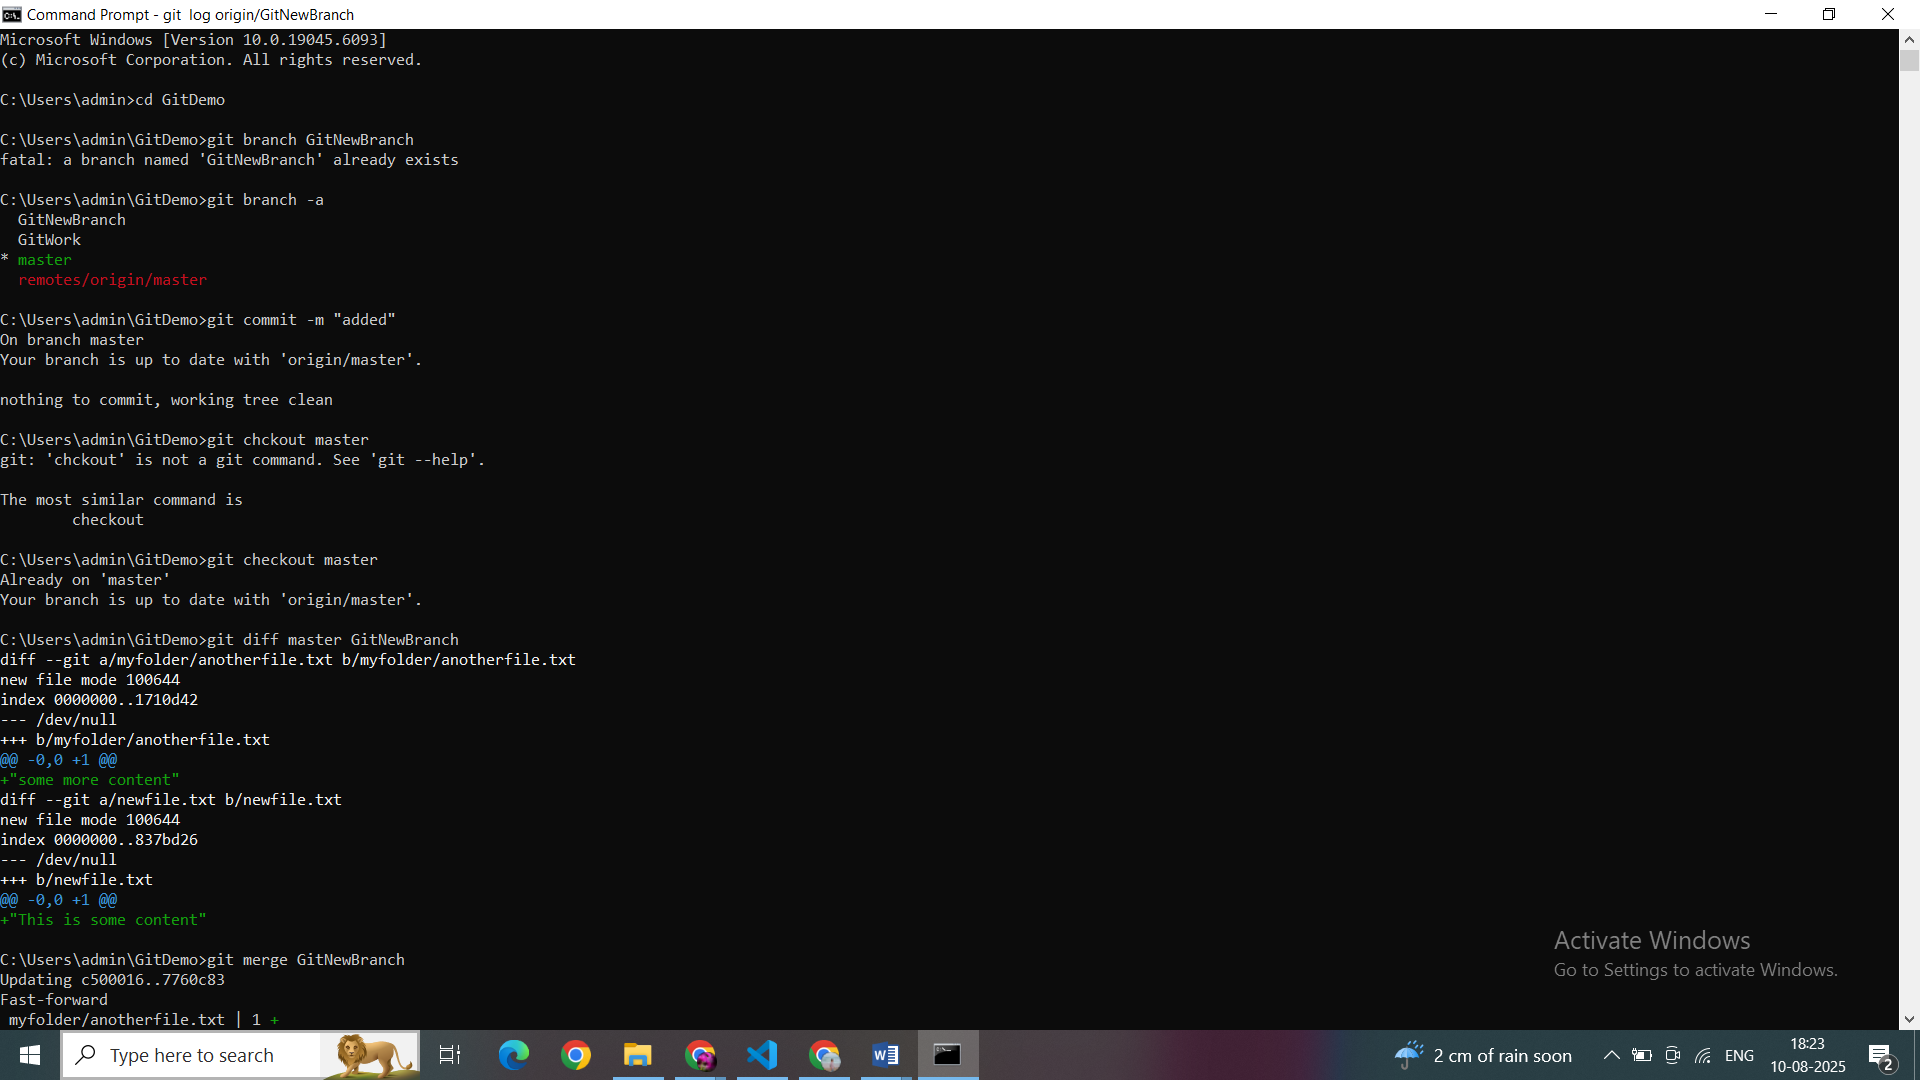 Command Prompt - git  log origin/GitNewBranch
Microsoft Windows [Version 10.0.19045.6093]
(c) Microsoft Corporation. All rights reserved.
C:\Users\admin>cd GitDemo
C:\Users\admin\GitDemo>git branch GitNewBranch
fatal: a branch named 'GitNewBranch' already exists
C:\Users\admin\GitDemo>git branch -a
  GitNewBranch
  GitWork
* master
  remotes/origin/master
C:\Users\admin\GitDemo>git commit -m "added"
On branch master
Your branch is up to date with 'origin/master'.
nothing to commit, working tree clean
C:\Users\admin\GitDemo>git chckout master
git: 'chckout' is not a git command. See 'git --help'.
The most similar command is
        checkout
C:\Users\admin\GitDemo>git checkout master
Already on 'master'
Your branch is up to date with 'origin/master'.
C:\Users\admin\GitDemo>git diff master GitNewBranch
diff --git a/myfolder/anotherfile.txt b/myfolder/anotherfile.txt
new file mode 100644
index 0000000..1710d42
--- /dev/null
+++ b/myfolder/anotherfile.txt
@@ -0,0 +1 @@
+"some more content"
diff --git a/newfile.txt b/newfile.txt
new file mode 100644
index 0000000..837bd26
--- /dev/null
+++ b/newfile.txt
@@ -0,0 +1 @@
+"This is some content"
C:\Users\admin\GitDemo>git merge GitNewBranch
Updating c500016..7760c83
Fast-forward
 myfolder/anotherfile.txt | 1 +
Activate Windows
Go to Settings to activate Windows.
Type here to search
2 cm of rain soon
ENG
18:23
10-08-2025
2